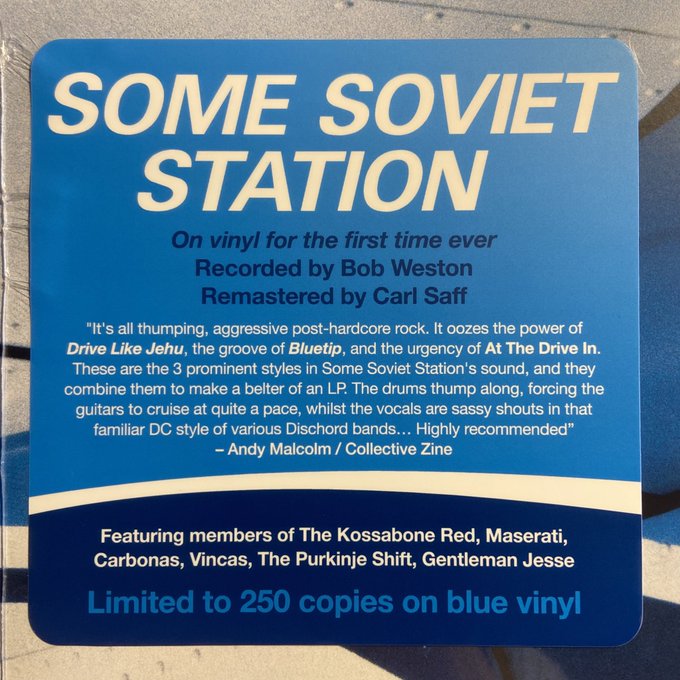 SOME SOVIET
STATION
On vinyl for the first time ever
Recorded by Bob Weston
Remastered by Carl Saff
"It's all thumping, aggressive post-hardcore rock. It oozes the power of
Drive Like Jehu, the groove of Bluetip, and the urgency of At The Drive In.
These are the 3 prominent styles in Some Soviet Station's sound, and they
combine them to make a belter of an LP. The drums thump along, forcing the
guitars to cruise at quite a pace, whilst the vocals are sassy shouts in that
familiar DC style of various Dischord bands… Highly recommended”
– Andy Malcolm / Collective Zine
Featuring members of The Kossabone Red, Maserati,
Carbonas, Vincas, The Purkinje Shift, Gentleman Jesse
Limited to 250 copies on blue vinyl